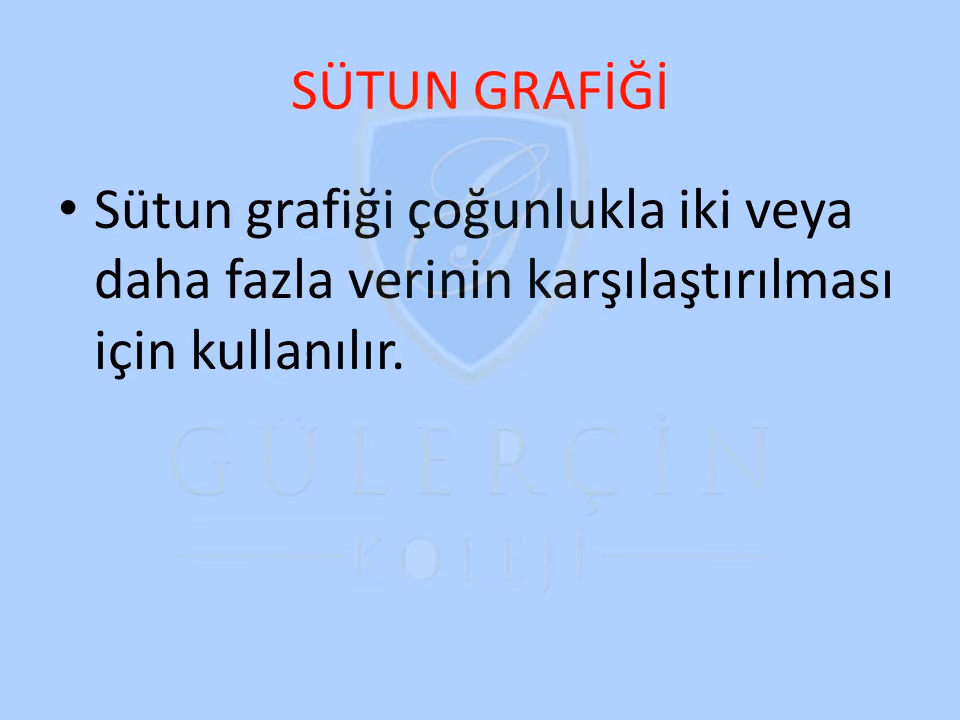 SÜTUN GRAFİĞİ
• Sütun grafiği çoğunlukla iki veya
daha fazla verinin karşılaştırılması
için kullanılır.
GÜLERÇİN
KOLEJİ